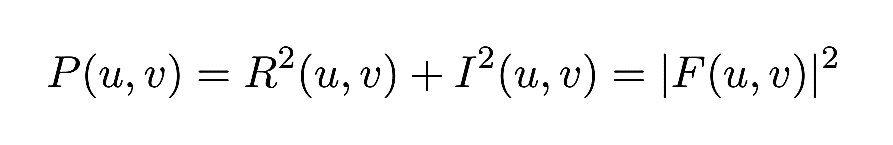 P(u, v) = R²(u, v) + I²(u, v) = |F(u, v)|²